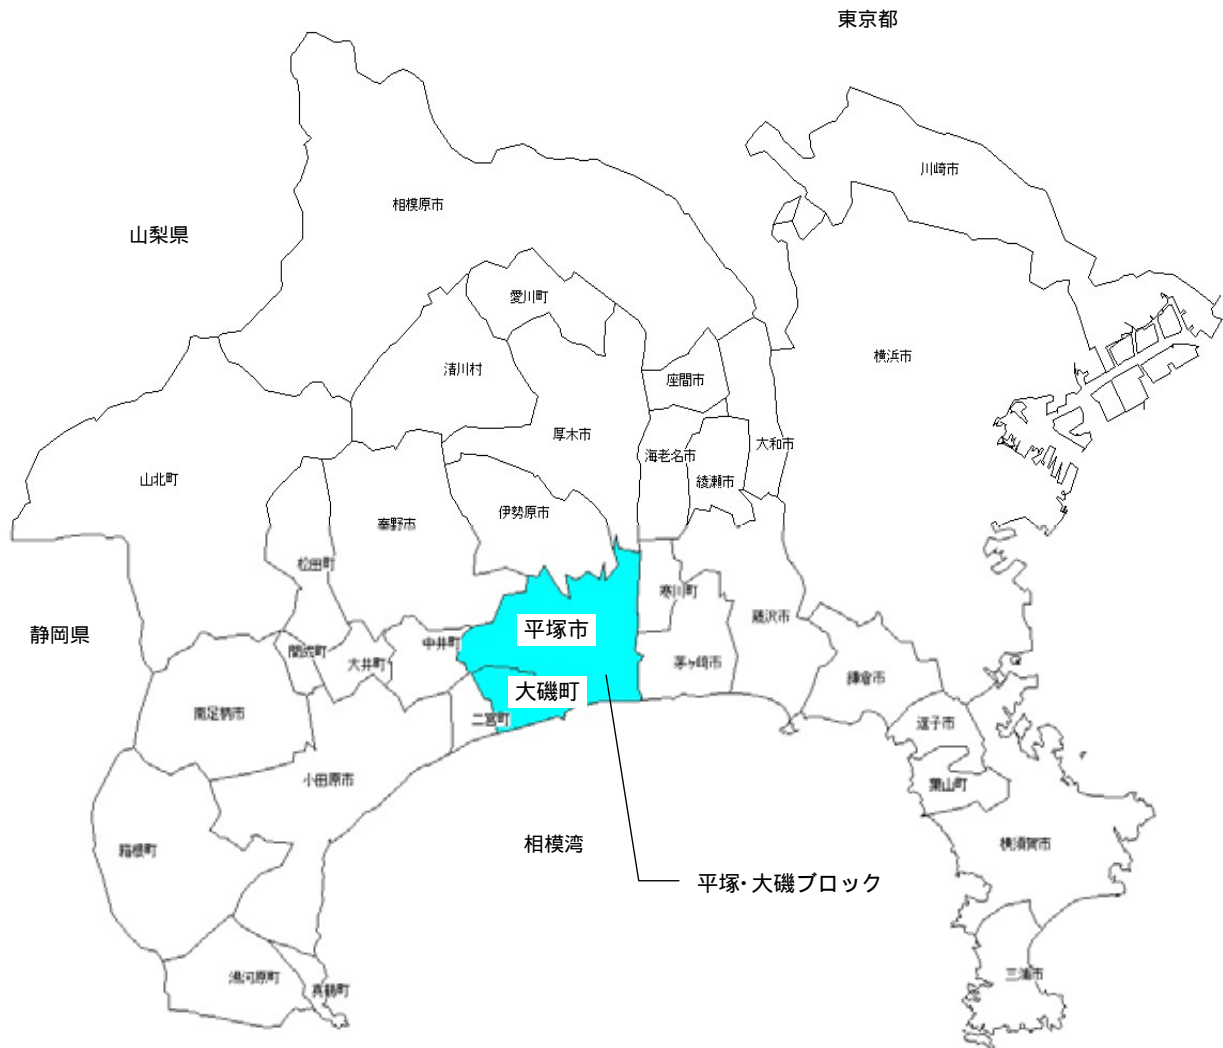 東京都
川崎市
相模原市
山梨県
愛川町
横浜市
清川村
座間市
厚木市
大和市
海老名市
山北町
綾瀬市
伊勢原市
秦野市
松田町
寒川町
藤沢市
平塚市
静岡県
中井町
開成町
大井町
茅ヶ崎市
鎌倉市
大磯町
南足柄市
二宮町
逗子市
小田原市
葉山町
相模湾
横須賀市
箱根町
平塚・大磯ブロック
三浦市
湯河原町
真鶴町